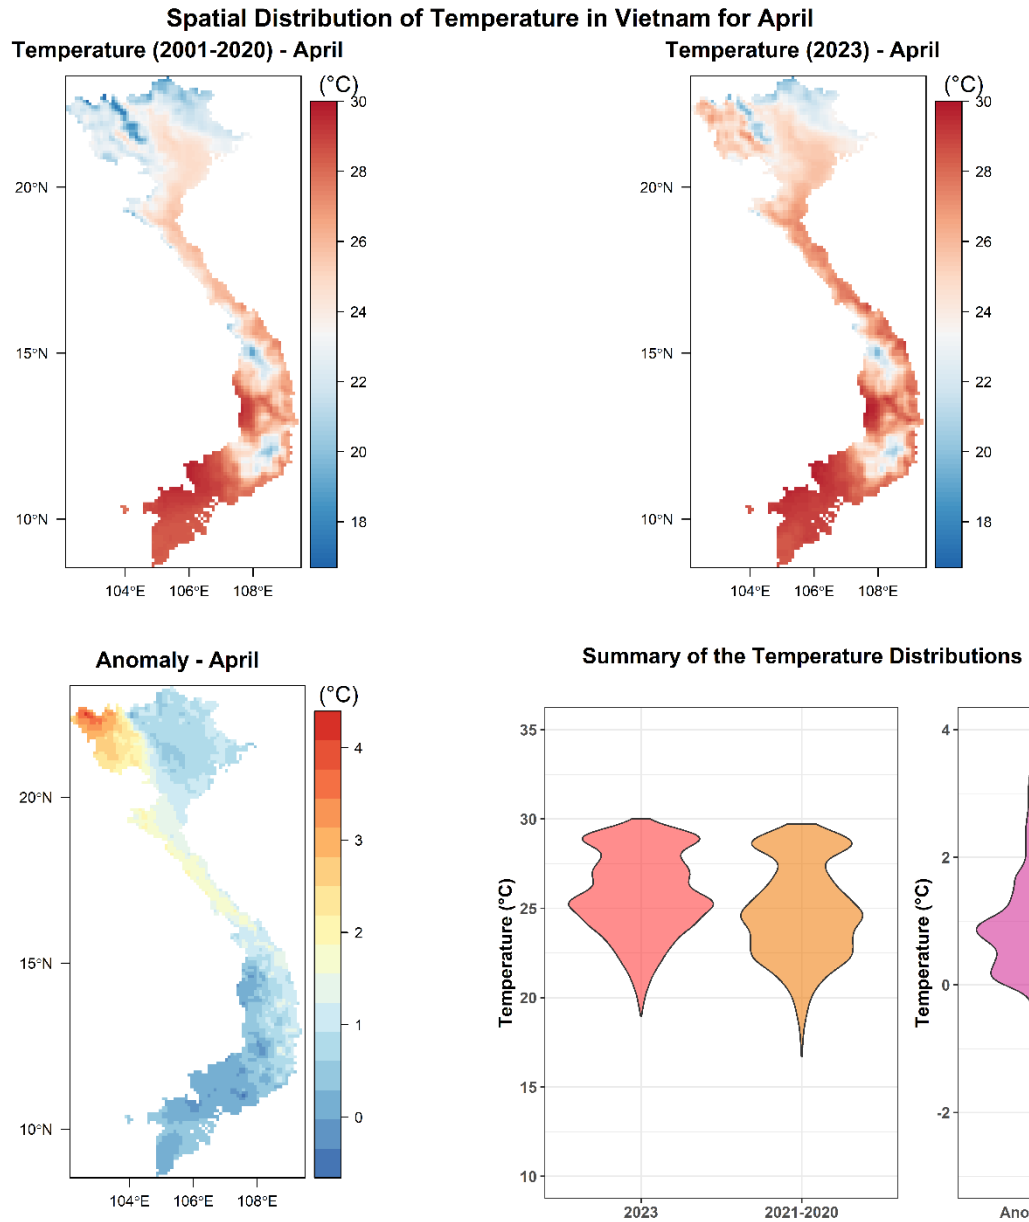 Spatial Distribution of Temperature in Vietnam for April
Temperature (2001-2020) - April
Temperature (2023) - April
(°C)
30
28
26
24
22
20
18
20°N
15°N
10°N
104°E 106°E 108°E
(°C)
30
28
26
24
22
20
18
20°N
15°N
10°N
104°E 106°E 108°E
Anomaly - April
(°C)
4
3
2
1
0
20°N
15°N
10°N
104°E 106°E 108°E
Summary of the Temperature Distributions
Temperature (°C)
35
30
25
20
15
10
2023 2021-2020
Temperature (°C)
4
2
0
-2
Ano